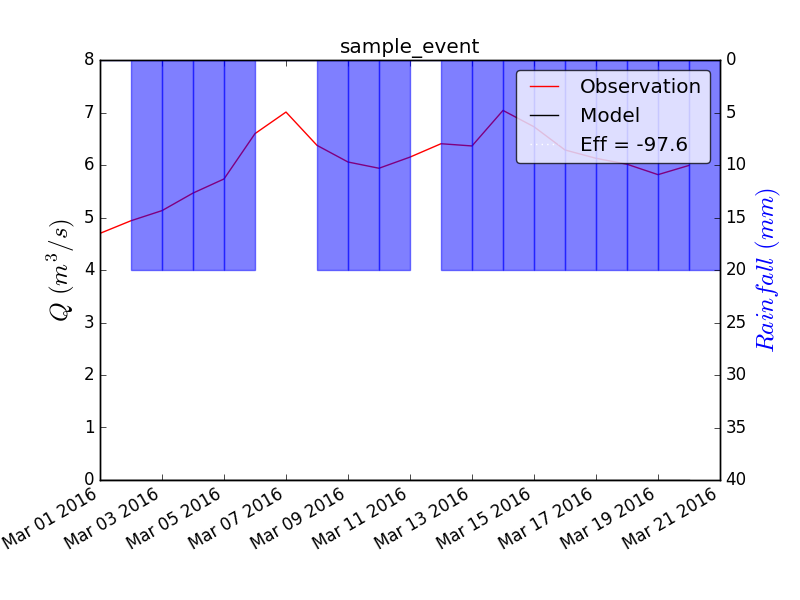 sample_event
8
7
6
5
4
3
2
1
0
Q (m³/s)
0
5
10
15
20
25
30
35
40
Rainfall (mm)
Observation
Model
Eff = -97.6
Mar 01 2016
Mar 03 2016
Mar 05 2016
Mar 07 2016
Mar 09 2016
Mar 11 2016
Mar 13 2016
Mar 15 2016
Mar 17 2016
Mar 19 2016
Mar 21 2016